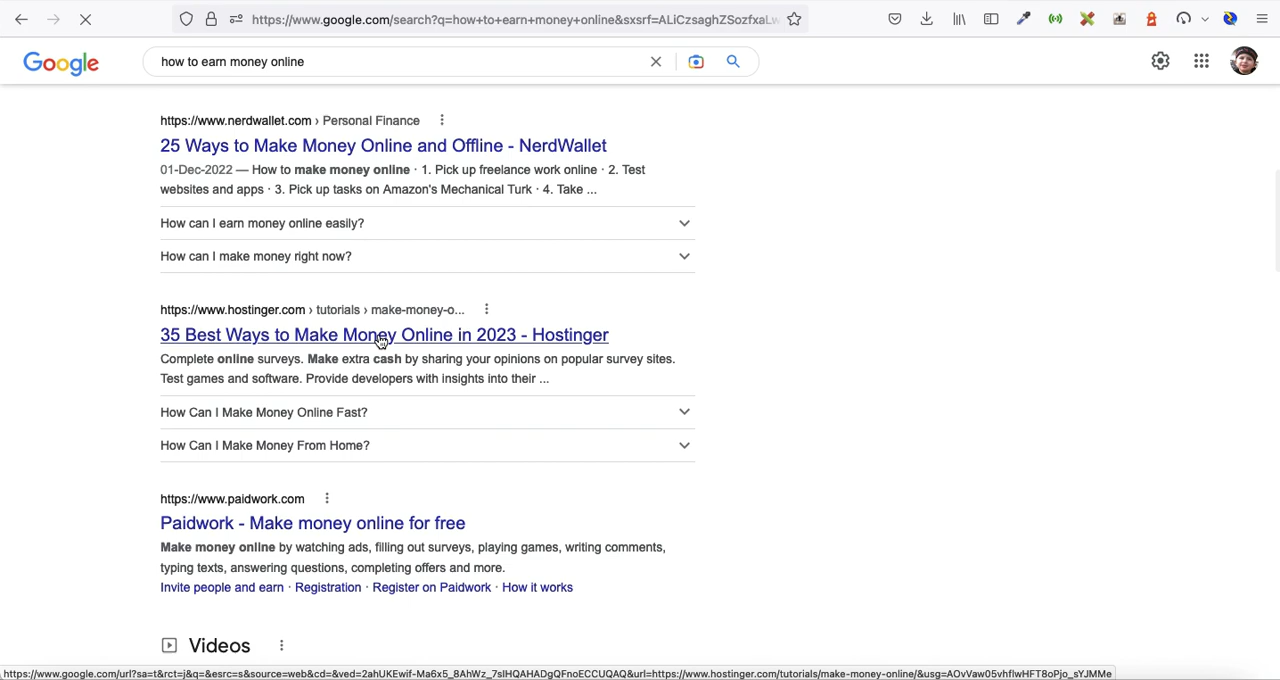 https://www.google.com/search?q=how+to+earn+money+online&sxsrf=ALiCzsaghZSozfxaLw
Google
how to earn money online
https://www.nerdwallet.com › Personal Finance
25 Ways to Make Money Online and Offline - NerdWallet
01-Dec-2022 — How to make money online · 1. Pick up freelance work online · 2. Test
websites and apps · 3. Pick up tasks on Amazon's Mechanical Turk · 4. Take ...
How can I earn money online easily?
How can I make money right now?
https://www.hostinger.com › tutorials › make-money-o...
35 Best Ways to Make Money Online in 2023 - Hostinger
Complete online surveys. Make extra cash by sharing your opinions on popular survey sites.
Test games and software. Provide developers with insights into their ...
How Can I Make Money Online Fast?
How Can I Make Money From Home?
https://www.paidwork.com
Paidwork - Make money online for free
Make money online by watching ads, filling out surveys, playing games, writing comments,
typing texts, answering questions, completing offers and more.
Invite people and earn · Registration · Register on Paidwork · How it works
Videos
https://www.google.com/url?sa=t&rct=j&q=&esrc=s&source=web&cd=&ved=2ahUKEwif-Ma6x5_8AhWz_7sIHQAHADgQFnoECCUQAQ&url=https://www.hostinger.com/tutorials/make-money-online/&usg=AOvVaw05vhflwHFT8oPjo_sYJMMe